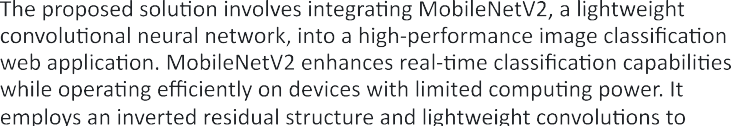 The proposed solution involves integrating MobileNetV2, a lightweight
convolutional neural network, into a high-performance image classification
web application. MobileNetV2 enhances real-time classification capabilities
while operating efficiently on devices with limited computing power. It
employs an inverted residual structure and lightweight convolutions to